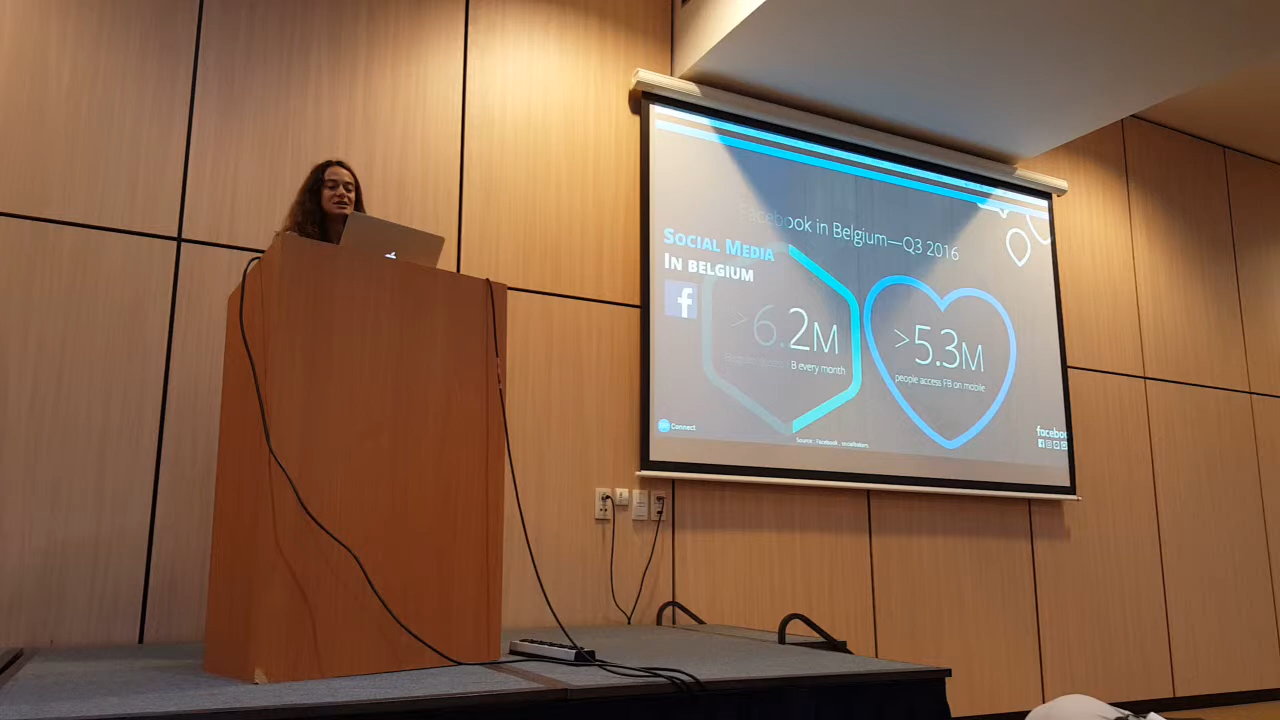 Facebook in Belgium—Q3 2016
SOCIAL MEDIA
IN BELGIUM
f
>6.2M
B every month
>5.3M
people access FB on mobile
Connect
Source : Facebook , socialbakers
faceboo